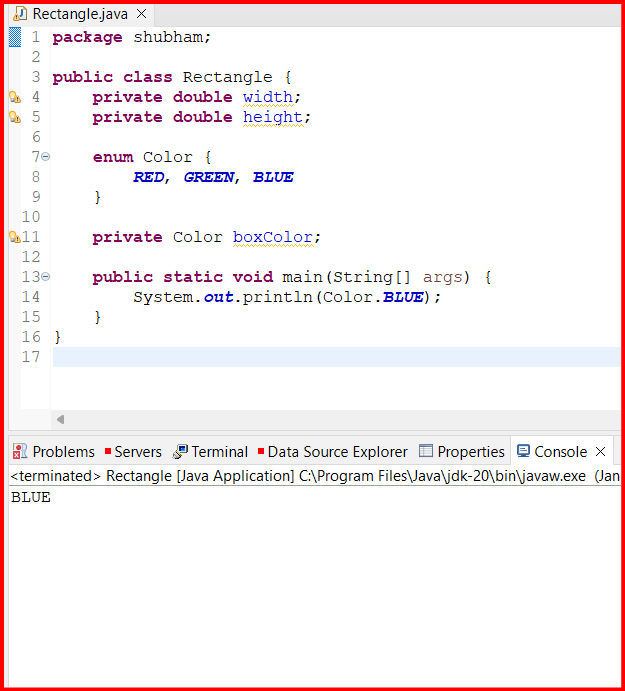 Rectangle.java
1 package shubham;
2
3 public class Rectangle {
4     private double width;
5     private double height;
6
7     enum Color {
8         RED, GREEN, BLUE
9     }
10
11     private Color boxColor;
12
13     public static void main(String[] args) {
14         System.out.println(Color.BLUE);
15     }
16 }
17
Problems Servers Terminal Data Source Explorer Properties Console
<terminated> Rectangle [Java Application] C:\Program Files\Java\jdk-20\bin\javaw.exe (Jan
BLUE